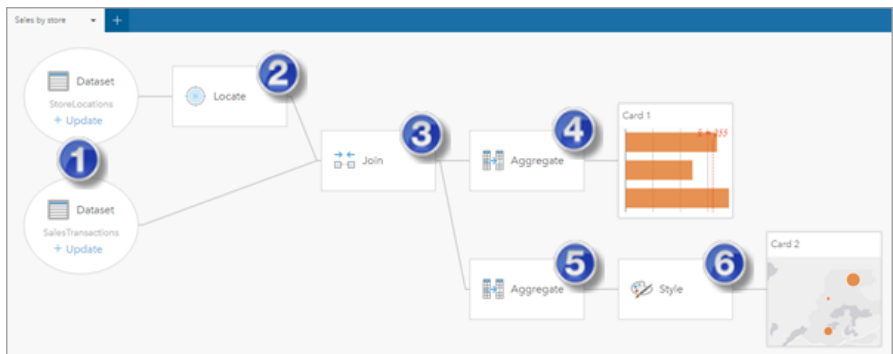 Sales by store
+
Dataset
StoreLocations
+ Update
1
Dataset
SalesTransactions
+ Update
2
Locate
3
Join
4
Aggregate
Card 1
x̄ = 355
5
Aggregate
6
Style
Card 2